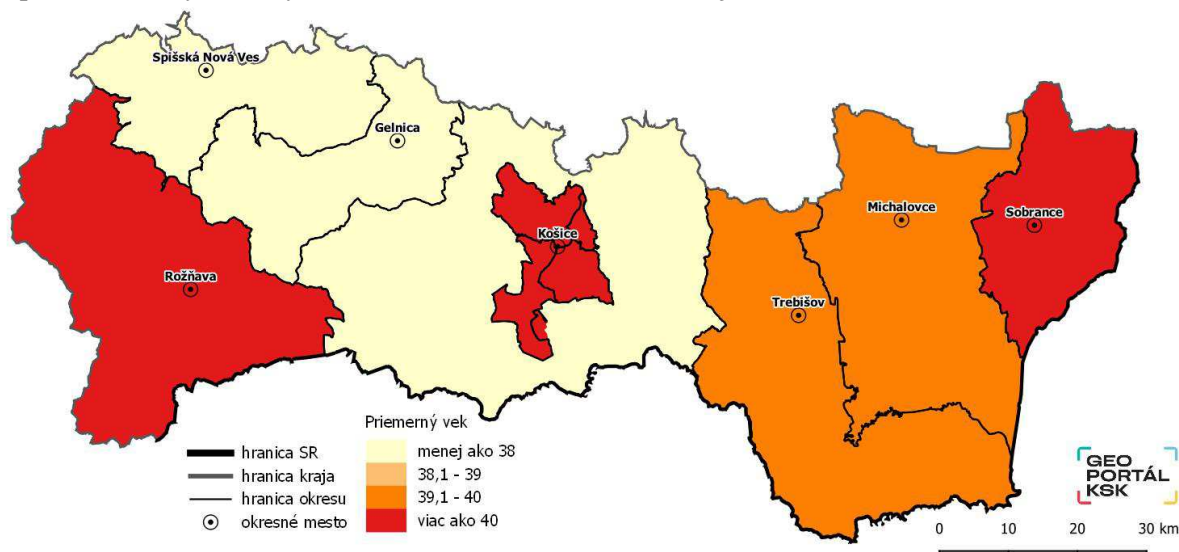 Spišská Nová Ves
Gelnica
Košice
Michalovce
Sobrance
Rožňava
Trebišov
Priemerný vek
hranica SR
hranica kraja
hranica okresu
okresné mesto
menej ako 38
38,1 - 39
39,1 - 40
viac ako 40
GEO
PORTÁL
KSK
0 10 20 30 km